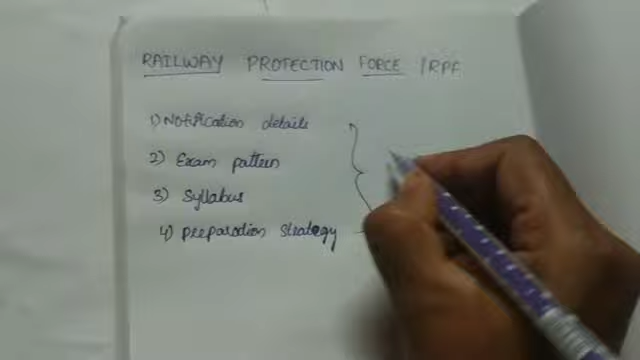 RAILWAY PROTECTION FORCE / RPF
1) Notification details
2) Exam pattern
3) Syllabus
4) Preparation strategy